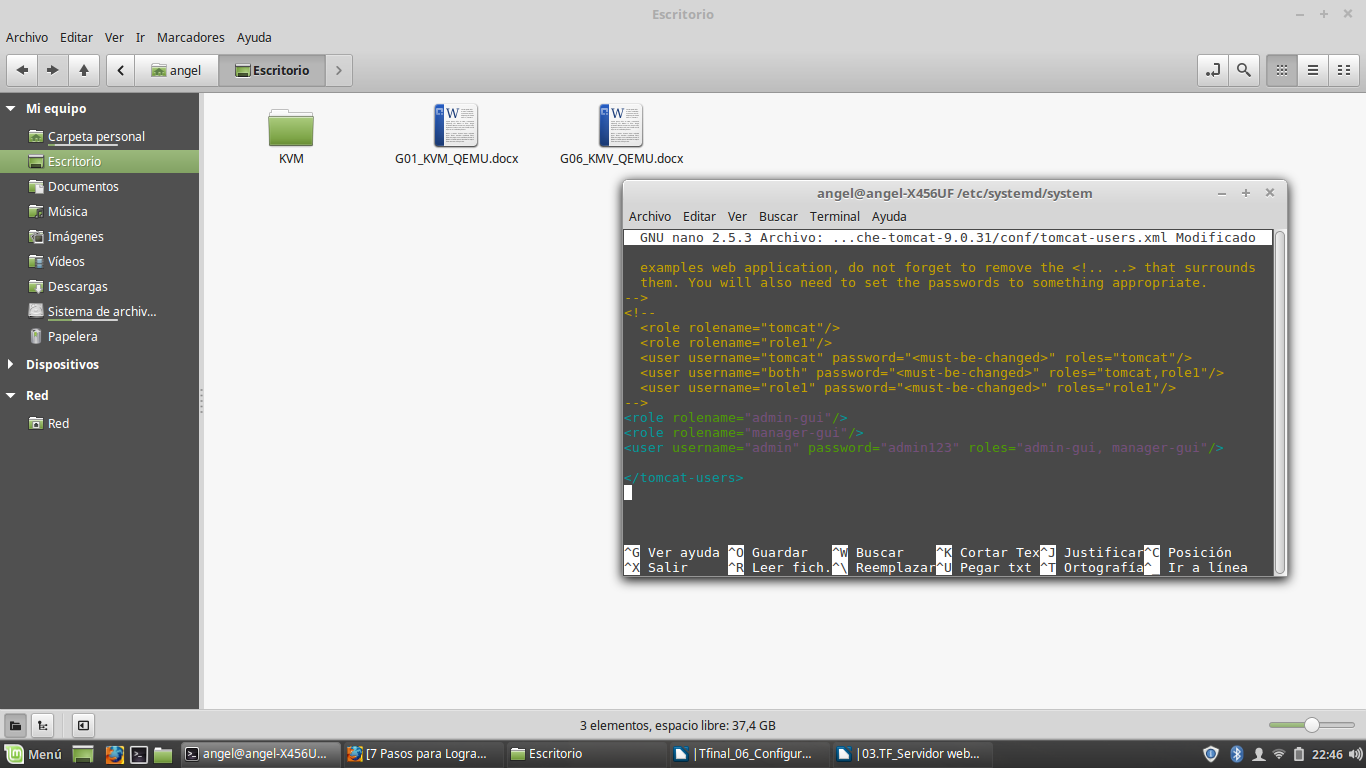 Escritorio
Archivo Editar Ver Ir Marcadores Ayuda
angel Escritorio
Mi equipo
Carpeta personal
Escritorio
Documentos
Música
Imágenes
Vídeos
Descargas
Sistema de archiv...
Papelera
Dispositivos
Red
Red
KVM
G01_KVM_QEMU.docx
G06_KMV_QEMU.docx
angel@angel-X456UF /etc/systemd/system
Archivo Editar Ver Buscar Terminal Ayuda
GNU nano 2.5.3 Archivo: ...che-tomcat-9.0.31/conf/tomcat-users.xml Modificado
examples web application, do not forget to remove the <!.. ..> that surrounds
them. You will also need to set the passwords to something appropriate.
-->
<!--
<role rolename="tomcat"/>
<role rolename="role1"/>
<user username="tomcat" password="<must-be-changed>" roles="tomcat"/>
<user username="both" password="<must-be-changed>" roles="tomcat,role1"/>
<user username="role1" password="<must-be-changed>" roles="role1"/>
-->
<role rolename="admin-gui"/>
<role rolename="manager-gui"/>
<user username="admin" password="admin123" roles="admin-gui, manager-gui"/>
</tomcat-users>
^G Ver ayuda ^O Guardar ^W Buscar ^K Cortar Tex^J Justificar^C Posición
^X Salir ^R Leer fich.^\ Reemplazar^U Pegar txt ^T Ortografía^_ Ir a línea
3 elementos, espacio libre: 37,4 GB
Menú angel@angel-X456U... [7 Pasos para Logra... Escritorio |Tfinal_06_Configur... |03.TF_Servidor web... 22:46